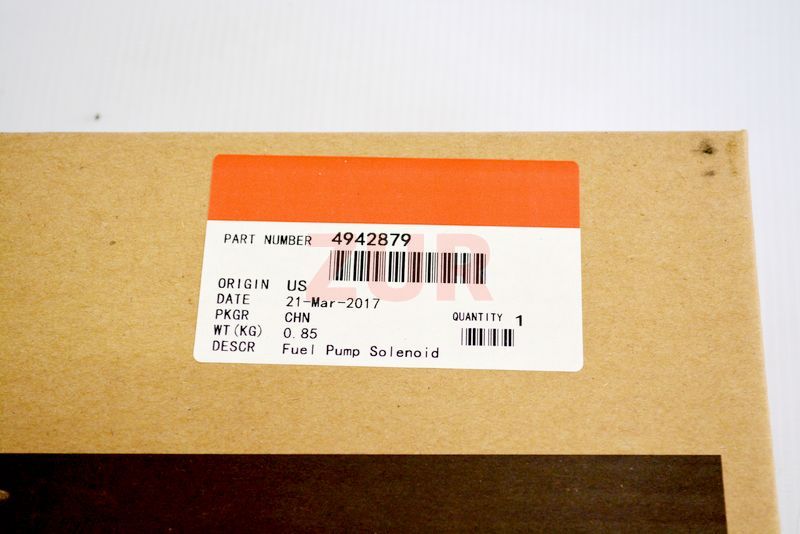 PART NUMBER 4942879
ZUR
ORIGIN US
DATE 21-Mar-2017
PKGR CHN
QUANTITY 1
WT(KG) 0.85
DESCR Fuel Pump Solenoid